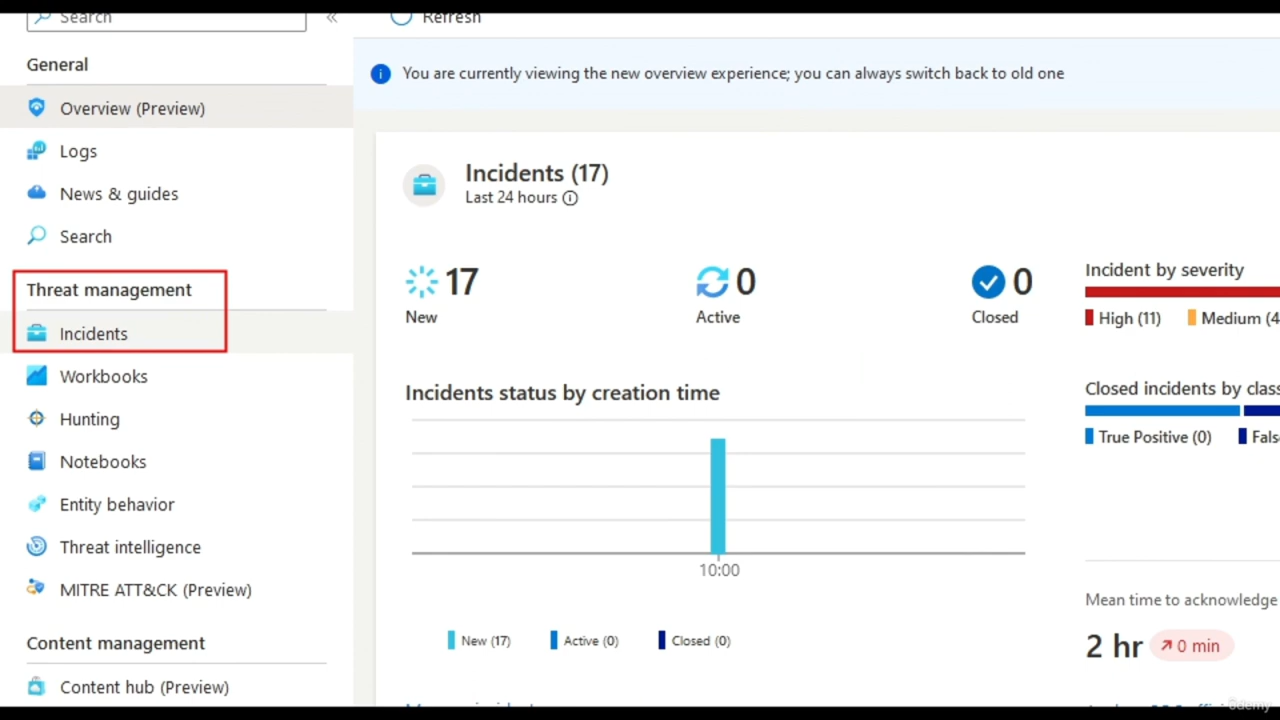 Search
«
Refresh
General
You are currently viewing the new overview experience; you can always switch back to old one
Overview (Preview)
Logs
News & guides
Search
Threat management
Incidents
Workbooks
Hunting
Notebooks
Entity behavior
Threat intelligence
MITRE ATT&CK (Preview)
Content management
Content hub (Preview)
Incidents (17)
Last 24 hours
17
New
0
Active
0
Closed
Incident by severity
High (11) Medium (4
Incidents status by creation time
10:00
New (17) Active (0) Closed (0)
Closed incidents by clas
True Positive (0) Fals
Mean time to acknowledge
2 hr 0 min
ûdemy